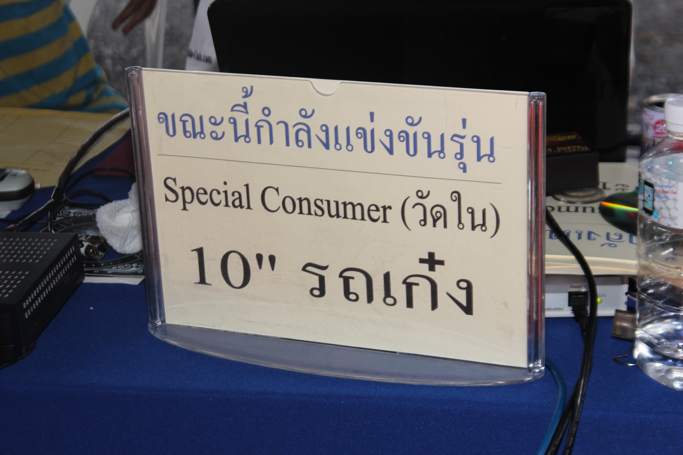 ขณะนี้กำลังแข่งขันรุ่น
Special Consumer (วัดใน)
10" รถเก๋ง